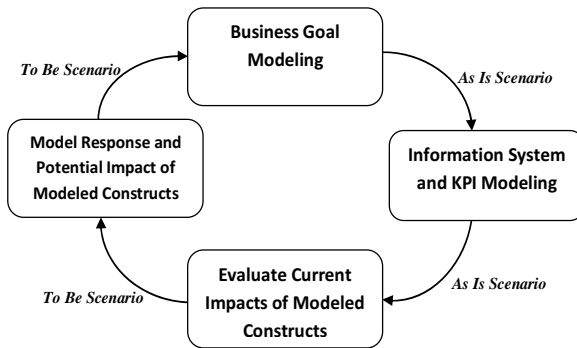 Business Goal
Modeling
To Be Scenario
As Is Scenario
Model Response and
Potential Impact of
Modeled Constructs
Information System
and KPI Modeling
Evaluate Current
Impacts of Modeled
Constructs
To Be Scenario
As Is Scenario